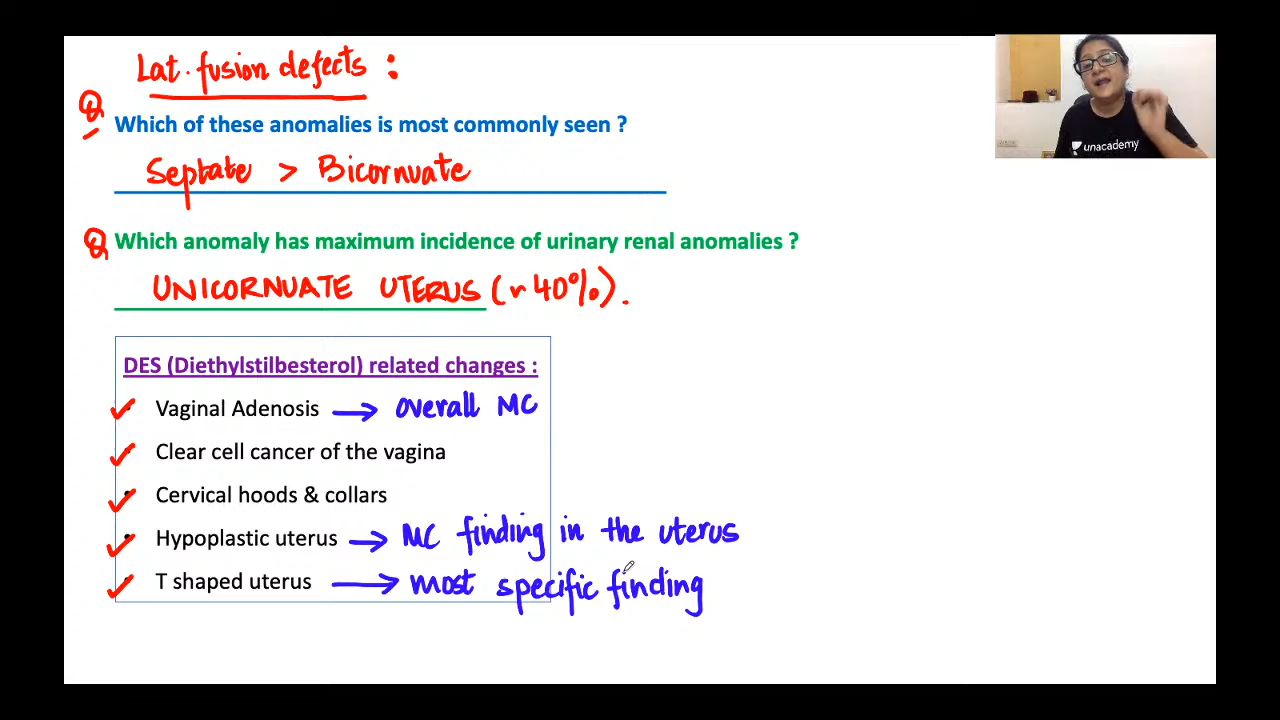 Lat. fusion defects :
Q
Which of these anomalies is most commonly seen ?
Septate > Bicornuate
Q Which anomaly has maximum incidence of urinary renal anomalies ?
UNICORNUATE UTERUS (~ 40%).
DES (Diethylstilbesterol) related changes :
✓ Vaginal Adenosis → overall MC
✓ Clear cell cancer of the vagina
✓ Cervical hoods & collars
✓ Hypoplastic uterus → MC finding in the uterus
✓ T shaped uterus → most specific finding
unacademy